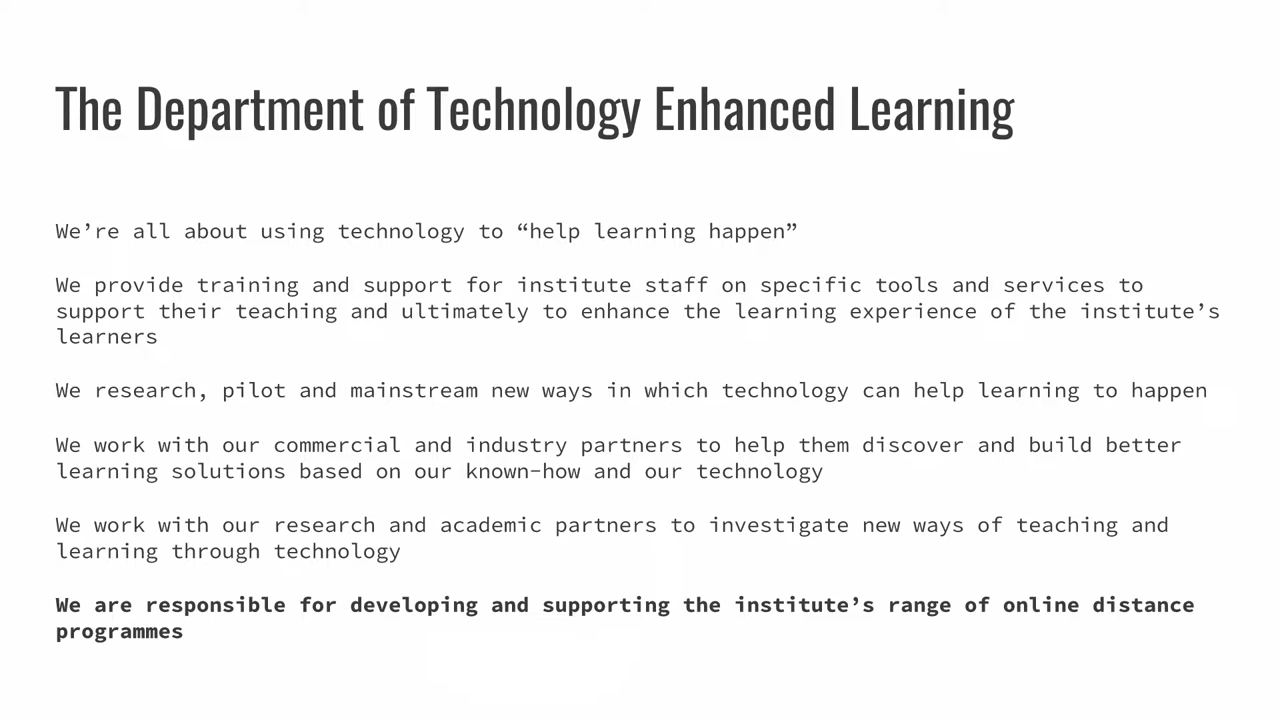 The Department of Technology Enhanced Learning
We’re all about using technology to “help learning happen”
We provide training and support for institute staff on specific tools and services to
support their teaching and ultimately to enhance the learning experience of the institute’s
learners
We research, pilot and mainstream new ways in which technology can help learning to happen
We work with our commercial and industry partners to help them discover and build better
learning solutions based on our known-how and our technology
We work with our research and academic partners to investigate new ways of teaching and
learning through technology
We are responsible for developing and supporting the institute’s range of online distance
programmes